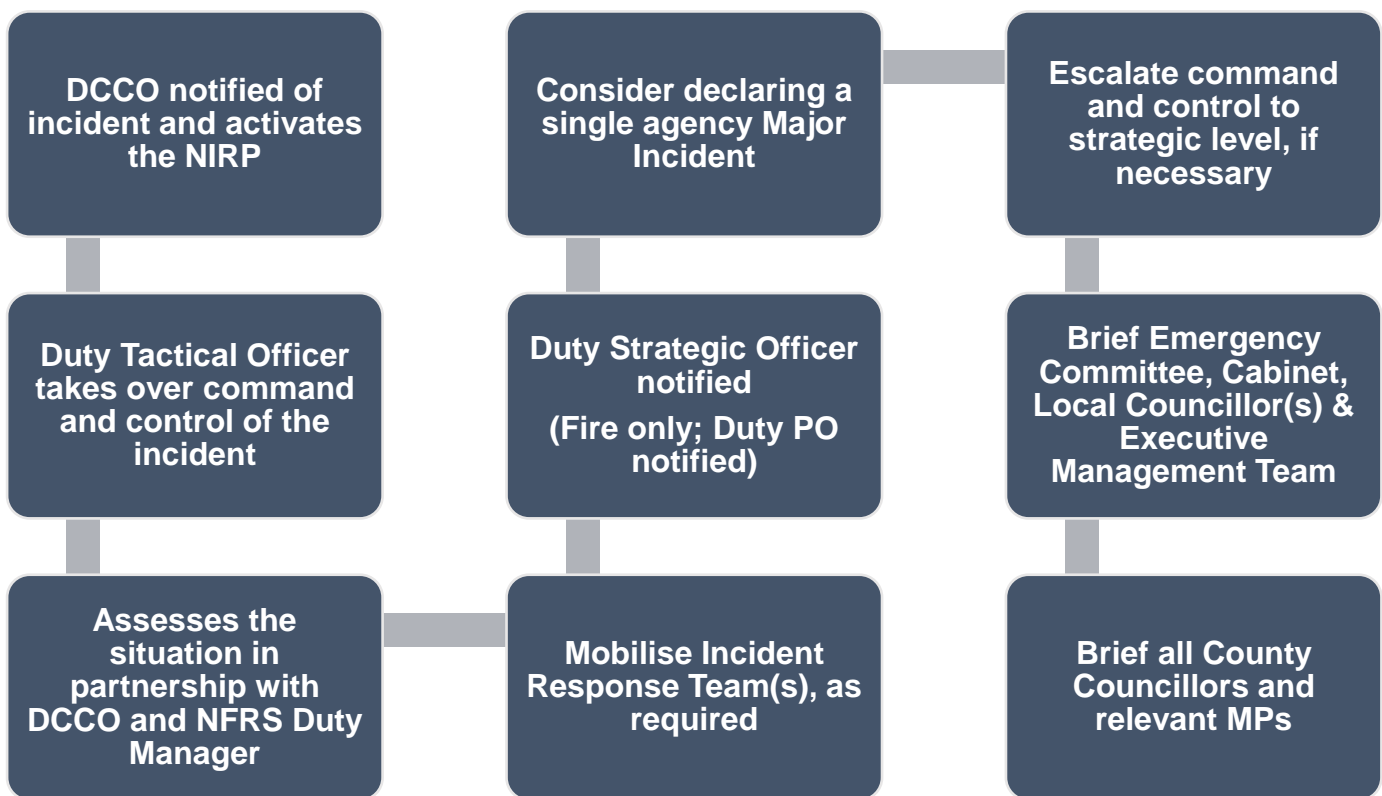 DCCO notified of
incident and activates
the NIRP
Duty Tactical Officer
takes over command
and control of the
incident
Assesses the
situation in
partnership with
DCCO and NFRS Duty
Manager
Mobilise Incident
Response Team(s), as
required
Duty Strategic Officer
notified
(Fire only; Duty PO
notified)
Consider declaring a
single agency Major
Incident
Escalate command
and control to
strategic level, if
necessary
Brief Emergency
Committee, Cabinet,
Local Councillor(s) &
Executive
Management Team
Brief all County
Councillors and
relevant MPs